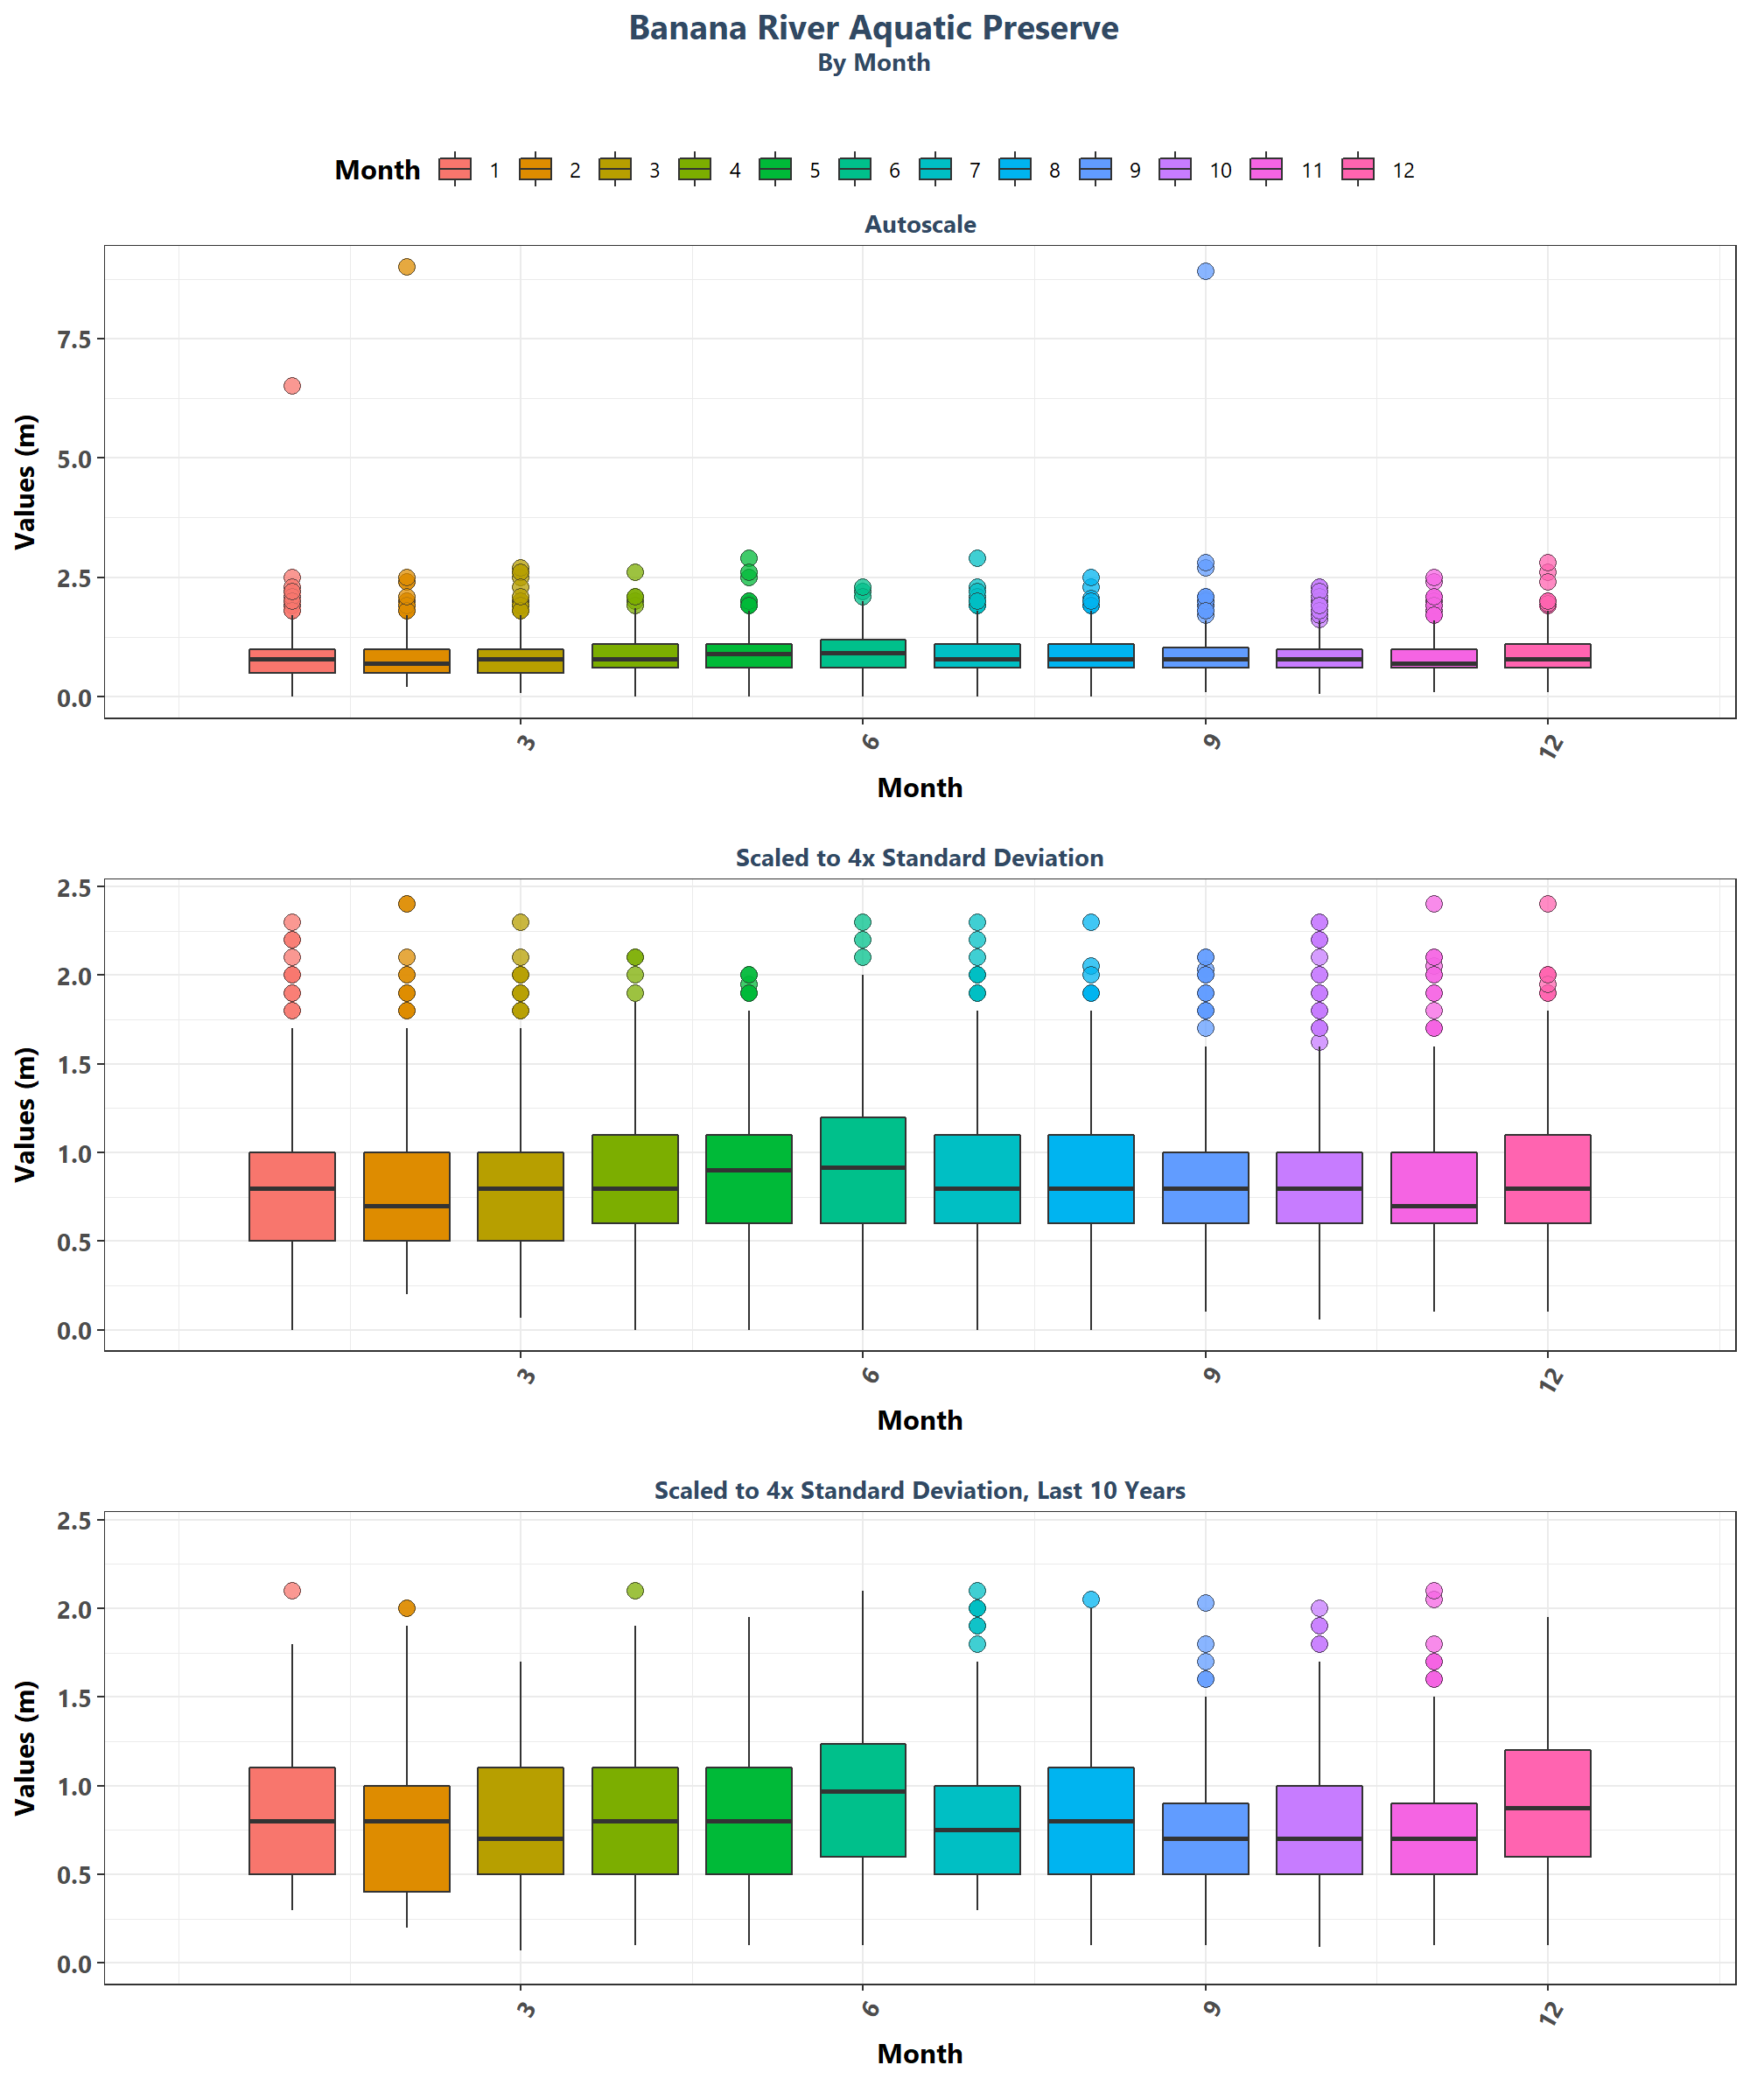 Banana River Aquatic Preserve
By Month
Month 1 2 3 4 5 6 7 8 9 10 11 12
Autoscale
Values (m)
7.5
5.0
2.5
0.0
3 6 9 12
Month
Scaled to 4x Standard Deviation
Values (m)
2.5
2.0
1.5
1.0
0.5
0.0
3 6 9 12
Month
Scaled to 4x Standard Deviation, Last 10 Years
Values (m)
2.5
2.0
1.5
1.0
0.5
0.0
3 6 9 12
Month